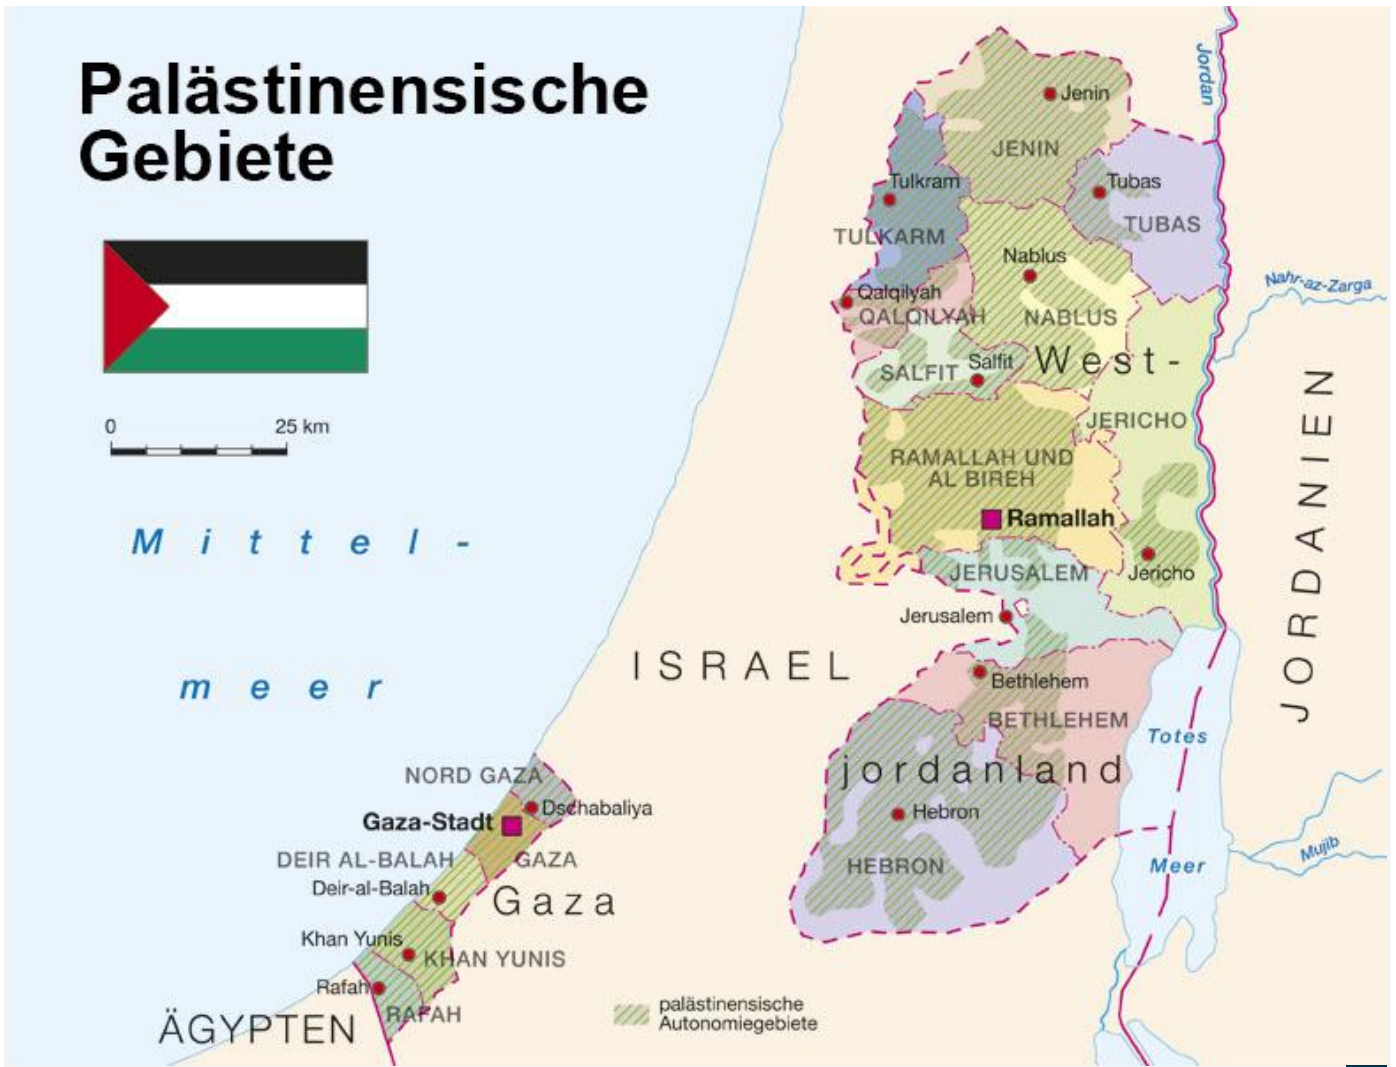 Palästinensische
Gebiete
0 25 km
Mittel-
meer
Jordan
Jenin
JENIN
Tulkram
Tubas
TULKARM
TUBAS
Nablus
Nahr-az-Zarga
Qalqilyah
QALQILYAH
NABLUS
SALFIT
Salfit
West-
JERICHO
RAMALLAH UND
AL BIREH
Ramallah
JERUSALEM
Jericho
Jerusalem
ISRAEL
JORDANIEN
Bethlehem
BETHLEHEM
Totes
jordanland
Hebron
HEBRON
Meer
Mujib
NORD GAZA
Dschabaliya
Gaza-Stadt
DEIR AL-BALAH
GAZA
Deir-al-Balah
Gaza
Khan Yunis
KHAN YUNIS
Rafah
RAFAH
ÄGYPTEN
palästinensische
Autonomiegebiete